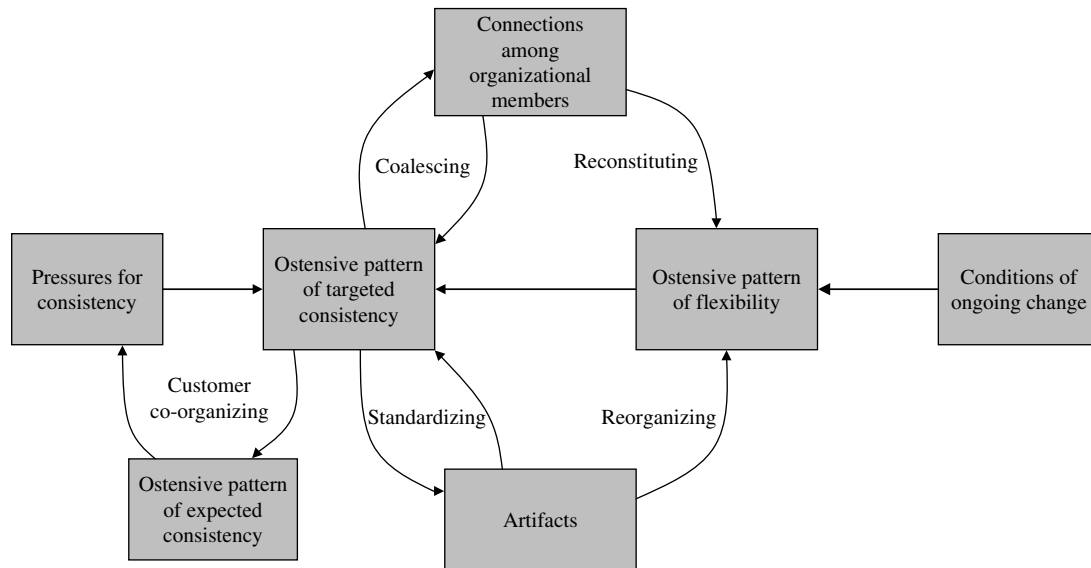 Connections
among
organizational
members
Coalescing
Reconstituting
Pressures for
consistency
Ostensive pattern
of targeted
consistency
Ostensive pattern
of flexibility
Conditions of
ongoing change
Customer
co-organizing
Standardizing
Reorganizing
Ostensive pattern
of expected
consistency
Artifacts